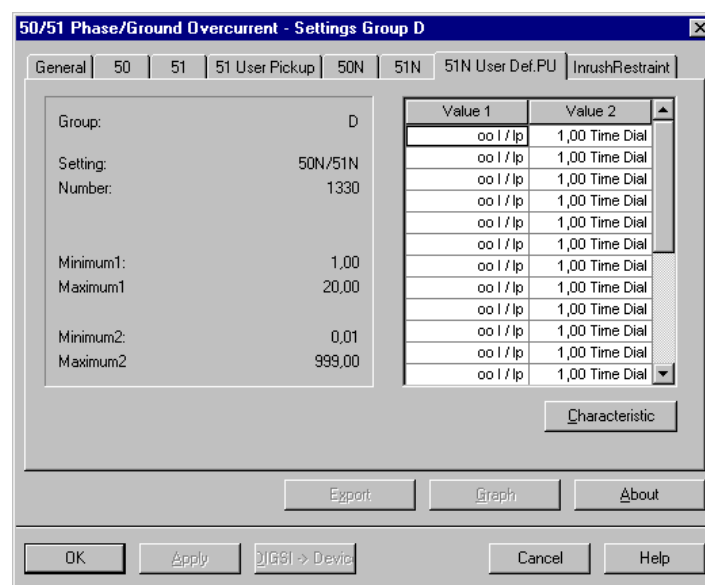 50/51 Phase/Ground Overcurrent - Settings Group D
General 50 51 51 User Pickup 50N 51N 51N User Def.PU InrushRestraint
Group: D
Setting: 50N/51N
Number: 1330
Minimum1: 1,00
Maximum1 20,00
Minimum2: 0,01
Maximum2 999,00
Value 1 Value 2
oo I / Ip 1,00 Time Dial
oo I / Ip 1,00 Time Dial
oo I / Ip 1,00 Time Dial
oo I / Ip 1,00 Time Dial
oo I / Ip 1,00 Time Dial
oo I / Ip 1,00 Time Dial
oo I / Ip 1,00 Time Dial
oo I / Ip 1,00 Time Dial
oo I / Ip 1,00 Time Dial
oo I / Ip 1,00 Time Dial
oo I / Ip 1,00 Time Dial
oo I / Ip 1,00 Time Dial
Characteristic
Export Graph About
OK Apply DIGSI -> Devic Cancel Help